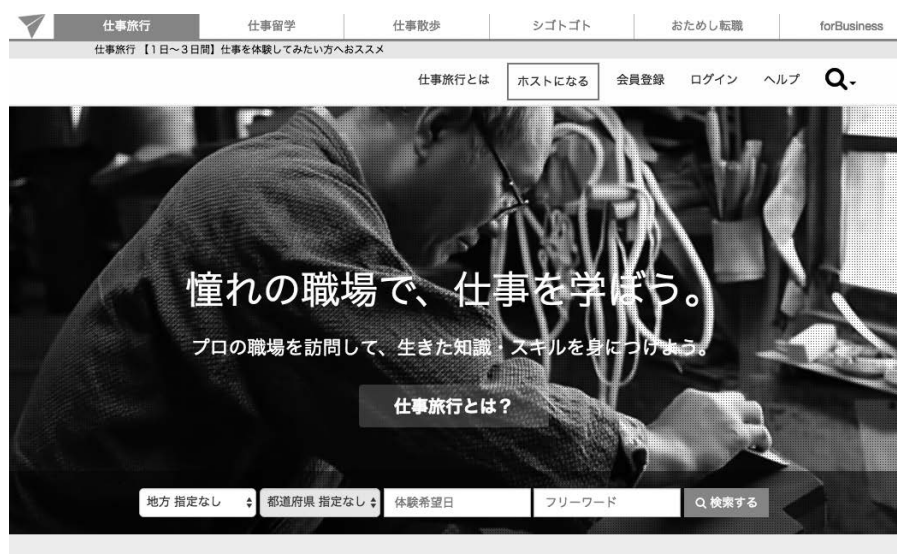 仕事旅行 仕事留学 仕事散歩 シゴトゴト おためし転職 forBusiness
仕事旅行 【1日〜3日間】仕事を体験してみたい方へおススメ
仕事旅行とは ホストになる 会員登録 ログイン ヘルプ
憧れの職場で、仕事を学ぼう。
プロの職場を訪問して、生きた知識・スキルを身につけよう。
仕事旅行とは?
地方 指定なし 都道府県 指定なし 体験希望日 フリーワード 検索する